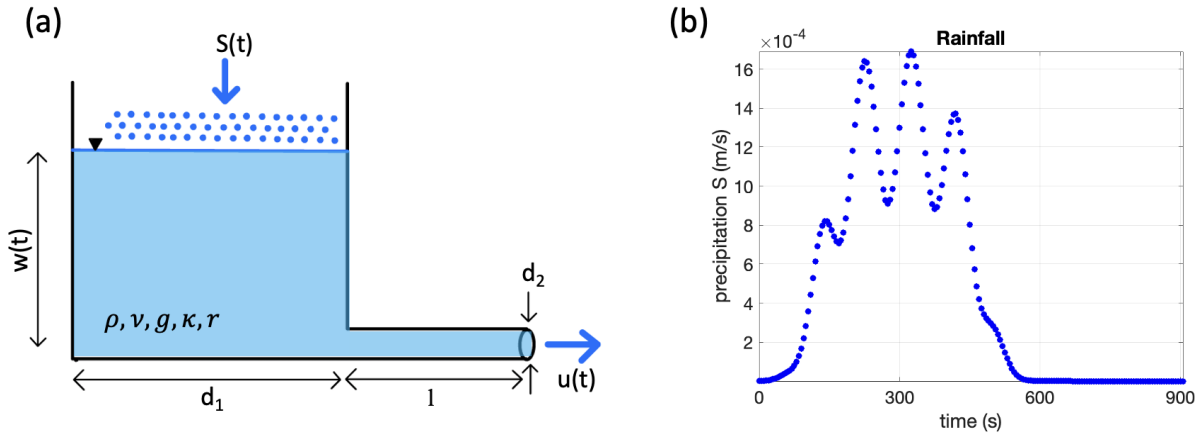 (a)
S(t)
w(t)
ρ, ν, g, κ, r
d₂
d₁
l
u(t)
(b)
×10⁻⁴
Rainfall
16
14
12
10
8
6
4
2
precipitation S (m/s)
0
300
600
900
time (s)